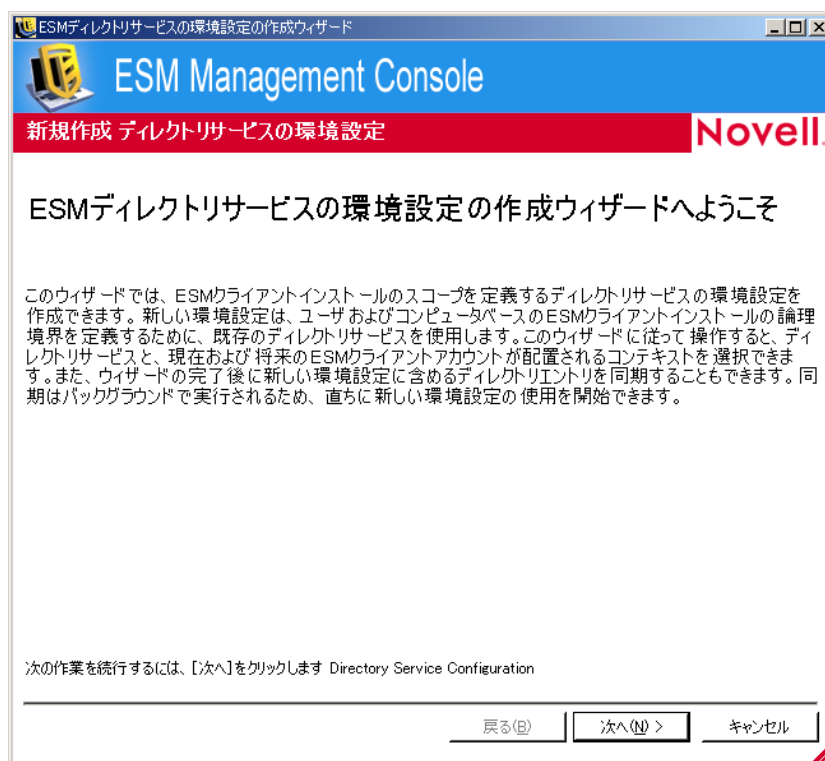 ESMディレクトリサービスの環境設定の作成ウィザード
ESM Management Console
新規作成 ディレクトリサービスの環境設定
Novell.
ESMディレクトリサービスの環境設定の作成ウィザードへようこそ
このウィザードでは、ESMクライアントインストールのスコープを定義するディレクトリサービスの環境設定を
作成できます。新しい環境設定は、ユーザおよびコンピュータベースのESMクライアントインストールの論理
境界を定義するために、既存のディレクトリサービスを使用します。このウィザードに従って操作すると、ディ
レクトリサービスと、現在および将来のESMクライアントアカウントが配置されるコンテキストを選択できま
す。また、ウィザードの完了後に新しい環境設定に含めるディレクトリエントリを同期することもできます。同
期はバックグラウンドで実行されるため、直ちに新しい環境設定の使用を開始できます。
次の作業を続行するには、[次へ]をクリックします Directory Service Configuration
戻る(B)
次へ(N) >
キャンセル